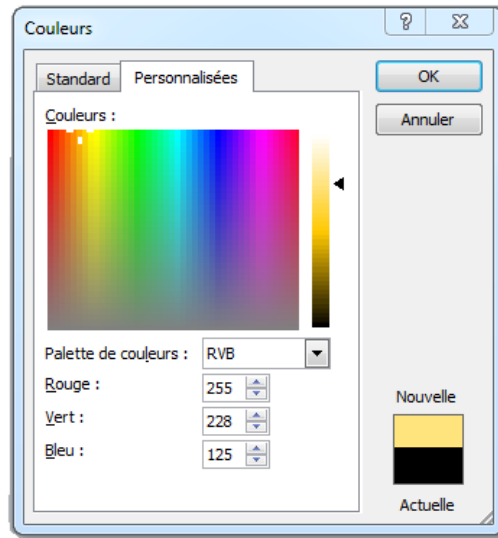 Couleurs
Standard Personnalisées
OK
Annuler
Couleurs :
Palette de couleurs : RVB
Rouge : 255
Vert : 228
Bleu : 125
Nouvelle
Actuelle